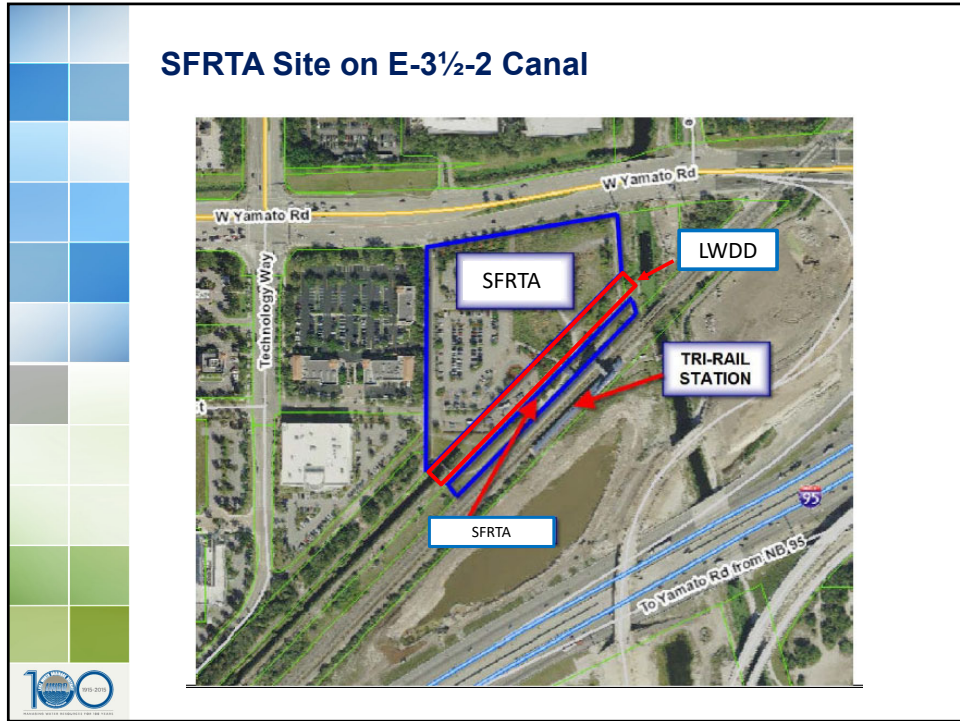 SFRTA Site on E-3½-2 Canal
W Yamato Rd
W Yamato Rd
Technology Way
SFRTA
LWDD
TRI-RAIL
STATION
SFRTA
95
To Yamato Rd from NB 95
1915-2015